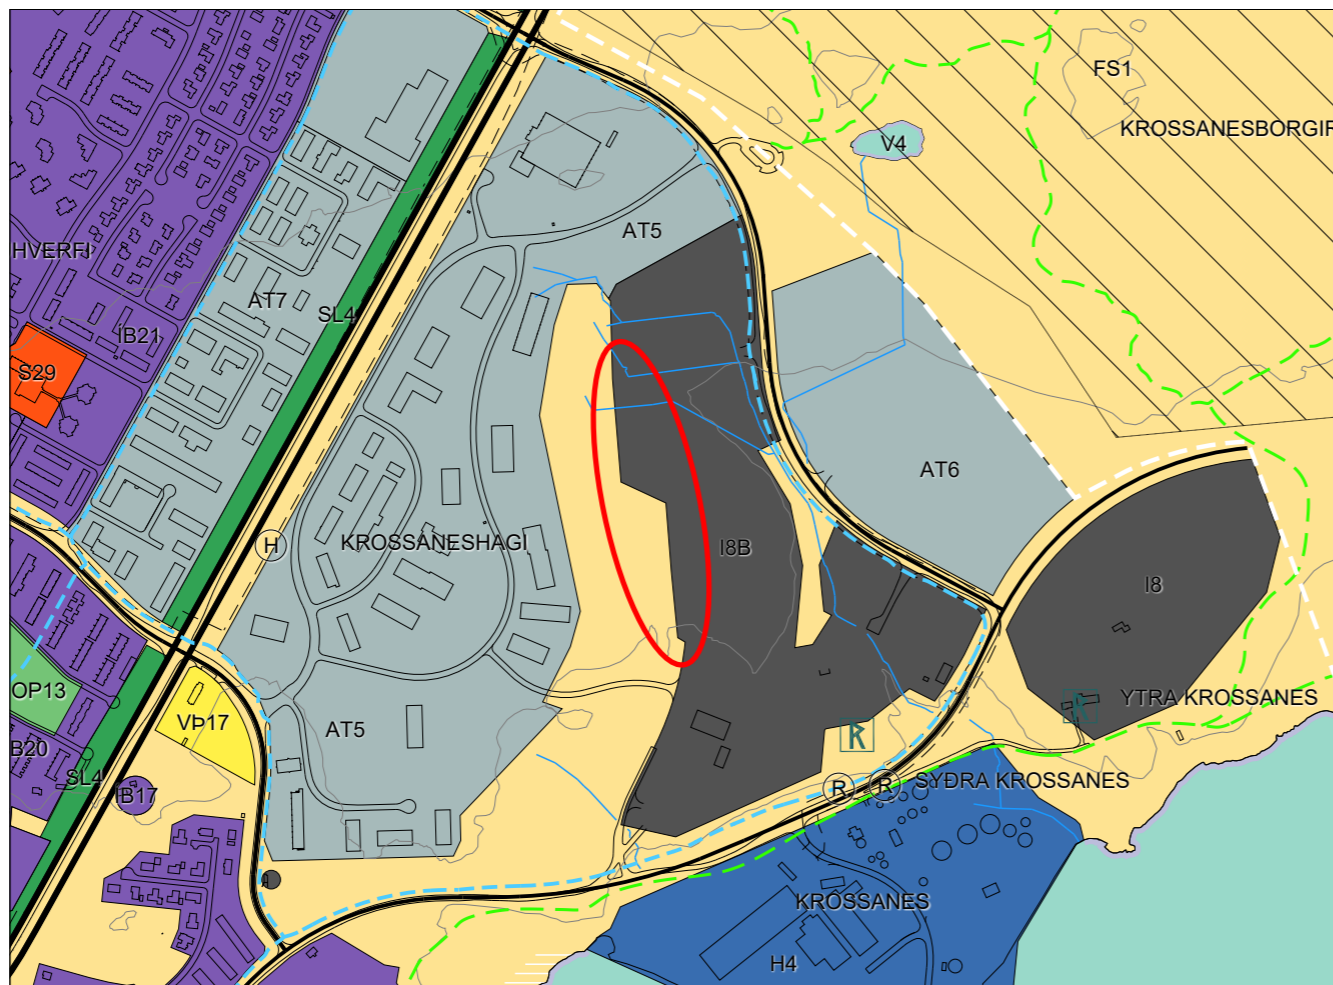 FS1
KROSSANESBORGIR
V4
AT5
HVERFI
AT7
SL4
ÍB21
S29
AT6
H
KROSSANESHAGI
I8B
I8
OP13
VÞ17
AT5
YTRA KROSSANES
R
B20
SL4
ÍB17
R
R
R
SYÐRA KROSSANES
KROSSANES
H4